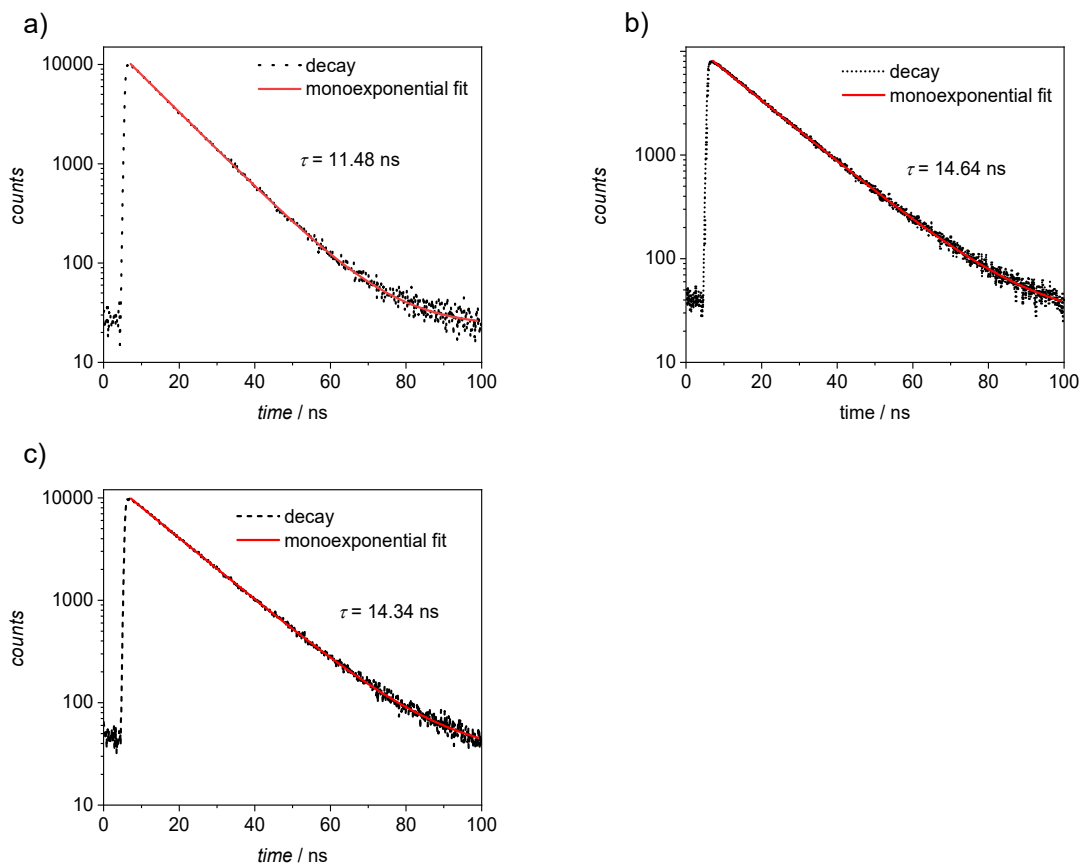 a)
10000
1000
100
10
counts
decay
monoexponential fit
τ = 11.48 ns
0 20 40 60 80 100
time / ns
b)
1000
100
10
counts
decay
monoexponential fit
τ = 14.64 ns
0 20 40 60 80 100
time / ns
c)
10000
1000
100
10
counts
decay
monoexponential fit
τ = 14.34 ns
0 20 40 60 80 100
time / ns